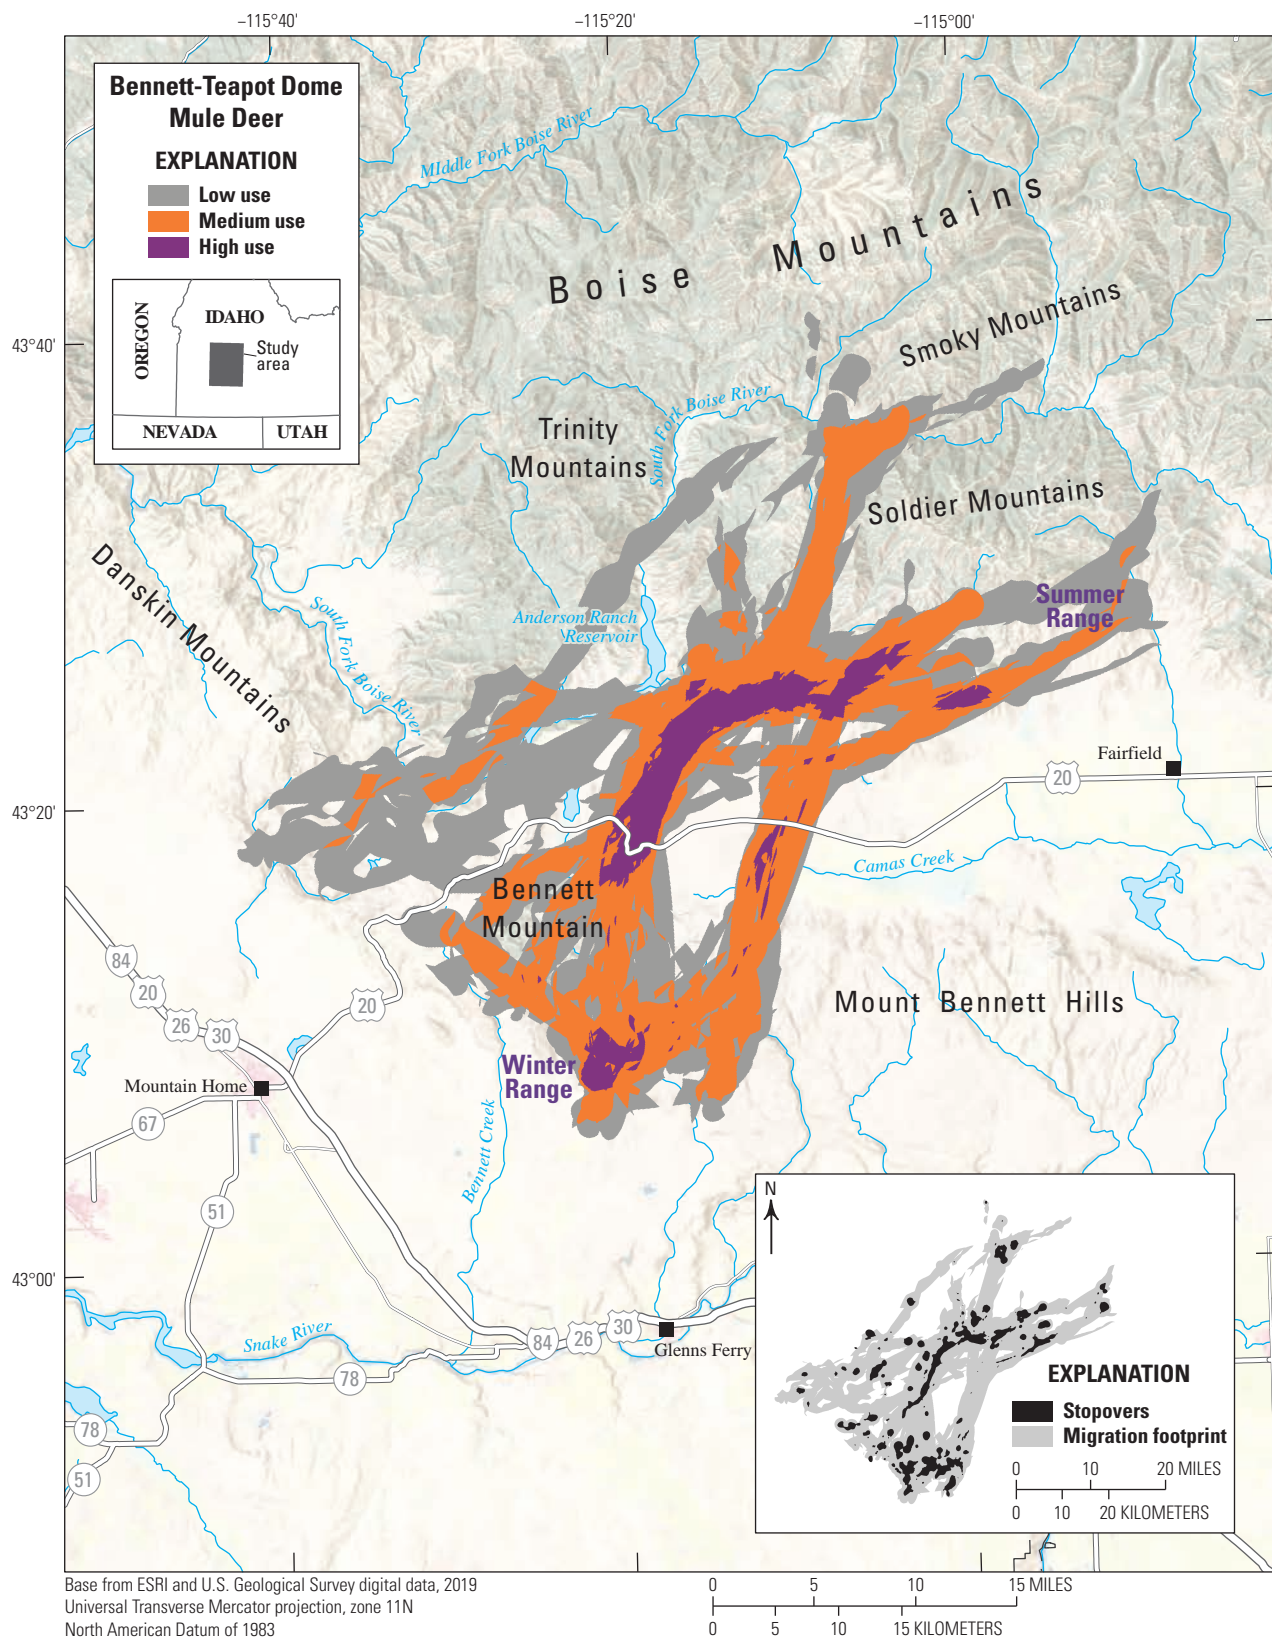 −115°40'
−115°20'
−115°00'
Bennett-Teapot Dome
Mule Deer
EXPLANATION
Low use
Medium use
High use
OREGON
IDAHO
Study
area
NEVADA
UTAH
MIddle Fork Boise River
Boise Mountains
Smoky Mountains
43°40'
Trinity
Mountains
South Fork Boise River
Soldier Mountains
Danskin Mountains
South Fork Boise River
Anderson Ranch
Reservoir
Summer
Range
Fairfield
20
43°20'
Camas Creek
Bennett
Mountain
84
20
26
30
20
Mount Bennett Hills
Winter
Range
Mountain Home
67
Bennett Creek
51
43°00'
Snake River
84
26
30
Glenns Ferry
78
78
51
N
EXPLANATION
Stopovers
Migration footprint
0 10 20 MILES
0 10 20 KILOMETERS
Base from ESRI and U.S. Geological Survey digital data, 2019
Universal Transverse Mercator projection, zone 11N
North American Datum of 1983
0 5 10 15 MILES
0 5 10 15 KILOMETERS